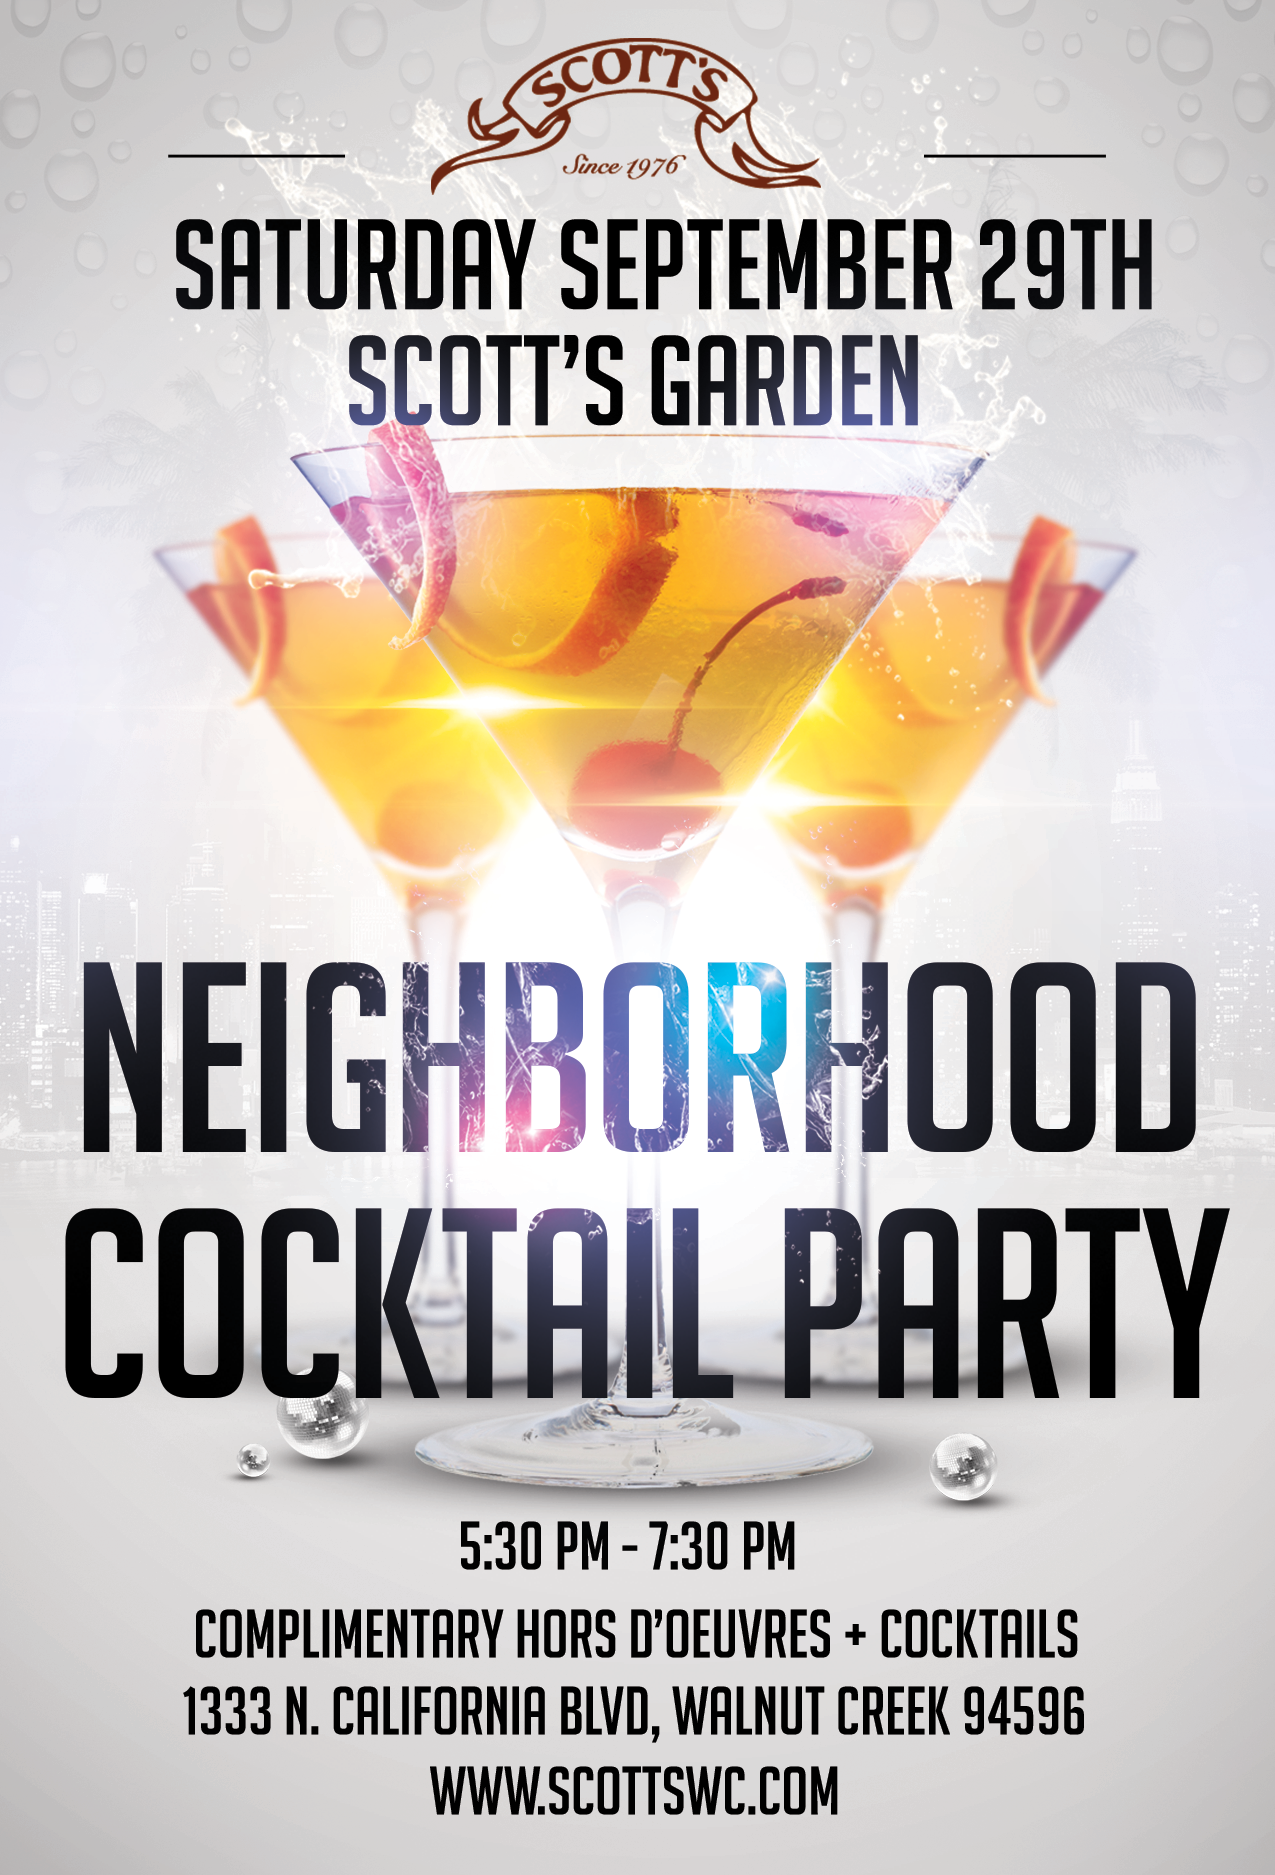 SCOTT'S
Since 1976
SATURDAY SEPTEMBER 29TH
SCOTT'S GARDEN
NEIGHBORHOOD
COCKTAIL PARTY
5:30 PM - 7:30 PM
COMPLIMENTARY HORS D'OEUVRES + COCKTAILS
1333 N. CALIFORNIA BLVD, WALNUT CREEK 94596
WWW.SCOTTSWC.COM